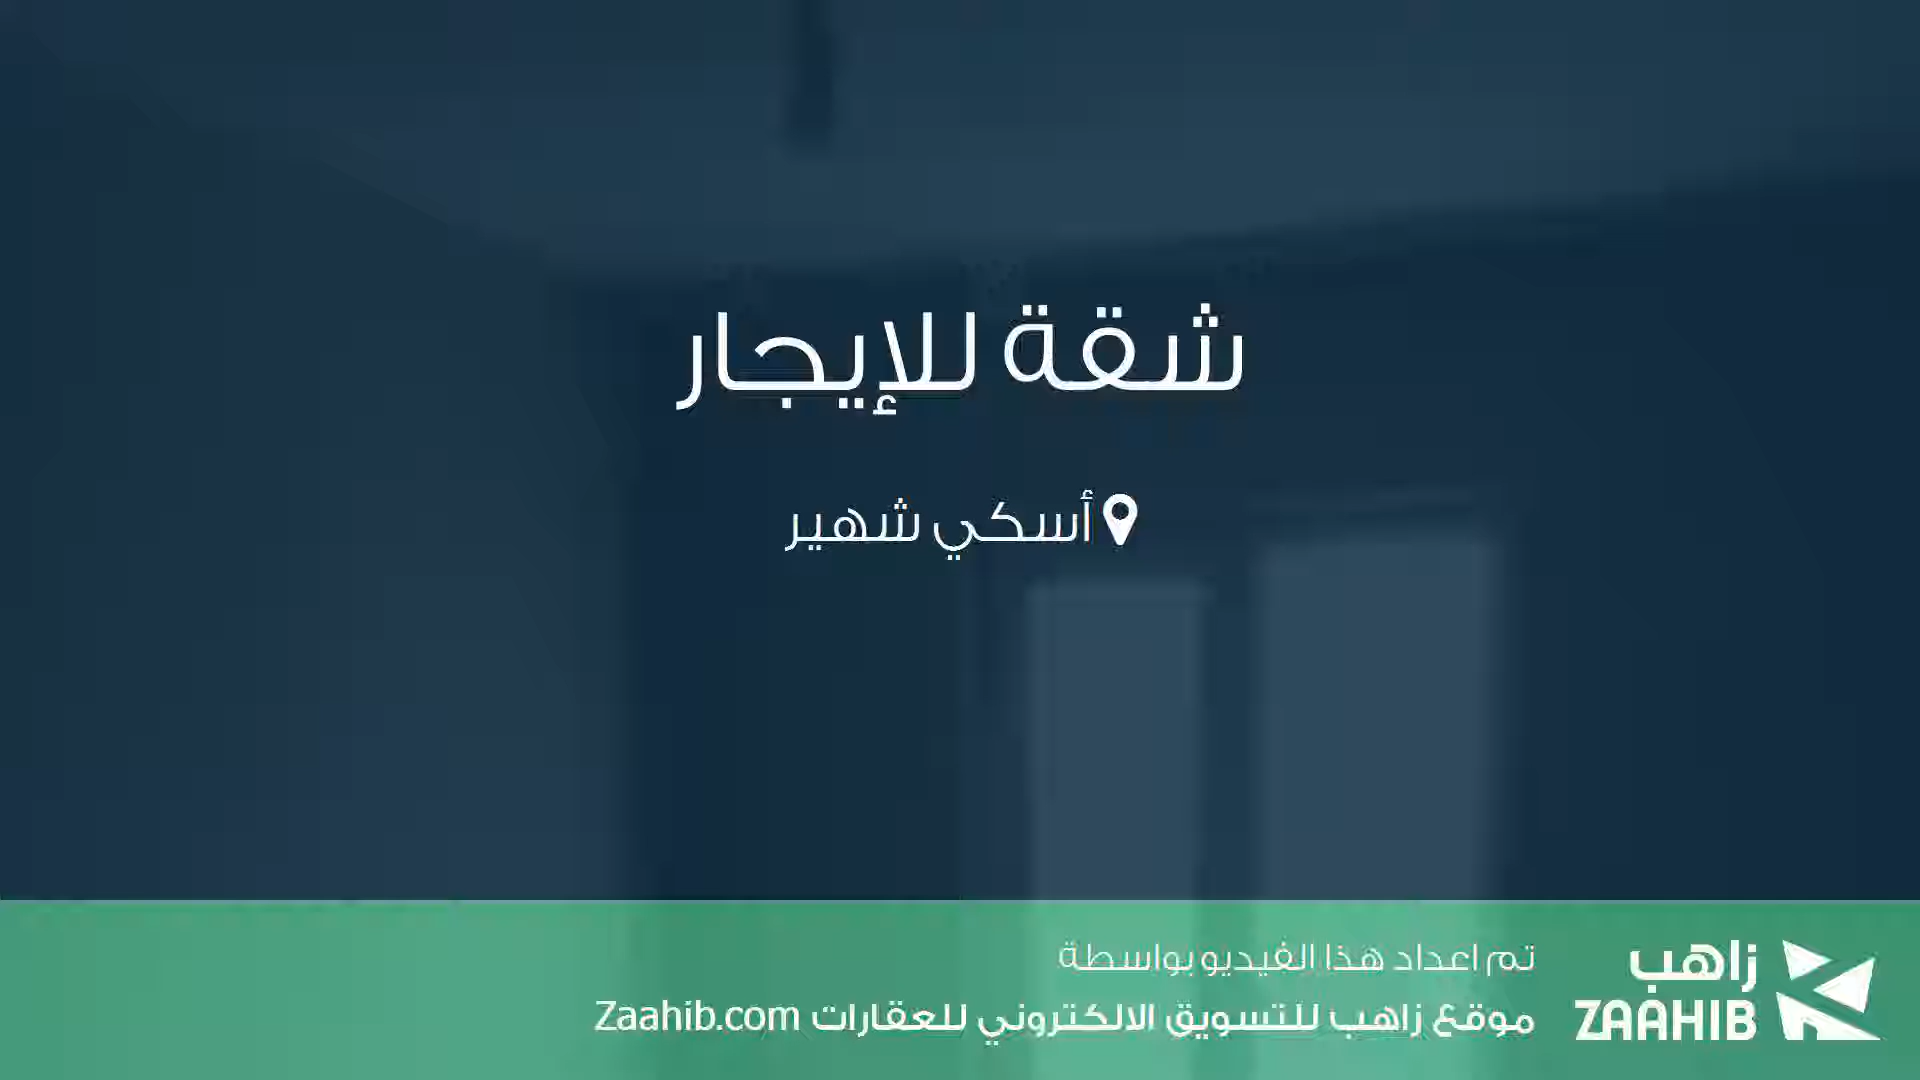 شقة للإيجار
أسكي شهير
تم اعداد هذا الفيديو بواسطة
موقع زاهب للتسويق الالكتروني للعقارات Zaahib.com
زاهب
ZAAHIB